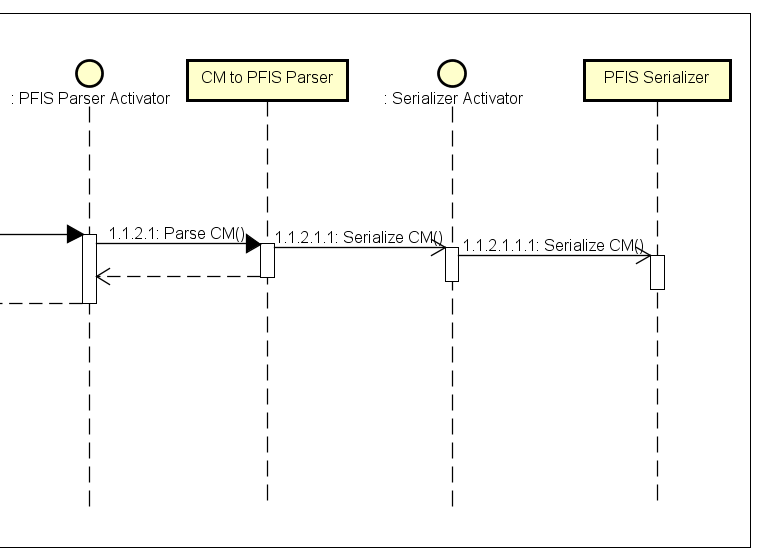 CM to PFIS Parser
PFIS Serializer
: PFIS Parser Activator
: Serializer Activator
1.1.2.1: Parse CM()
1.1.2.1.1: Serialize CM()
1.1.2.1.1.1: Serialize CM()